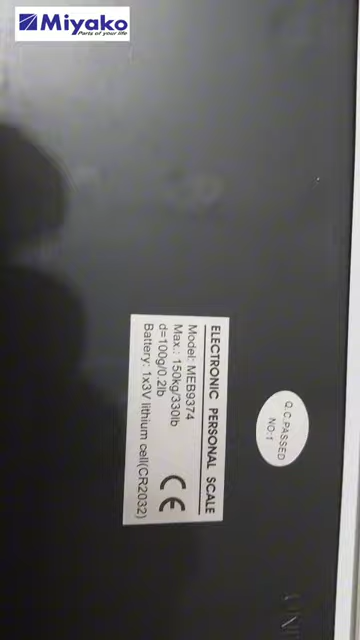 Miyako
Parts of your life
ELECTRONIC PERSONAL SCALE
Model: MEB9374
Max.: 150kg/330lb
d=100g/0.2lb
Battery: 1x3V lithium cell(CR2032)
CE
Q.C.PASSED
NO:1